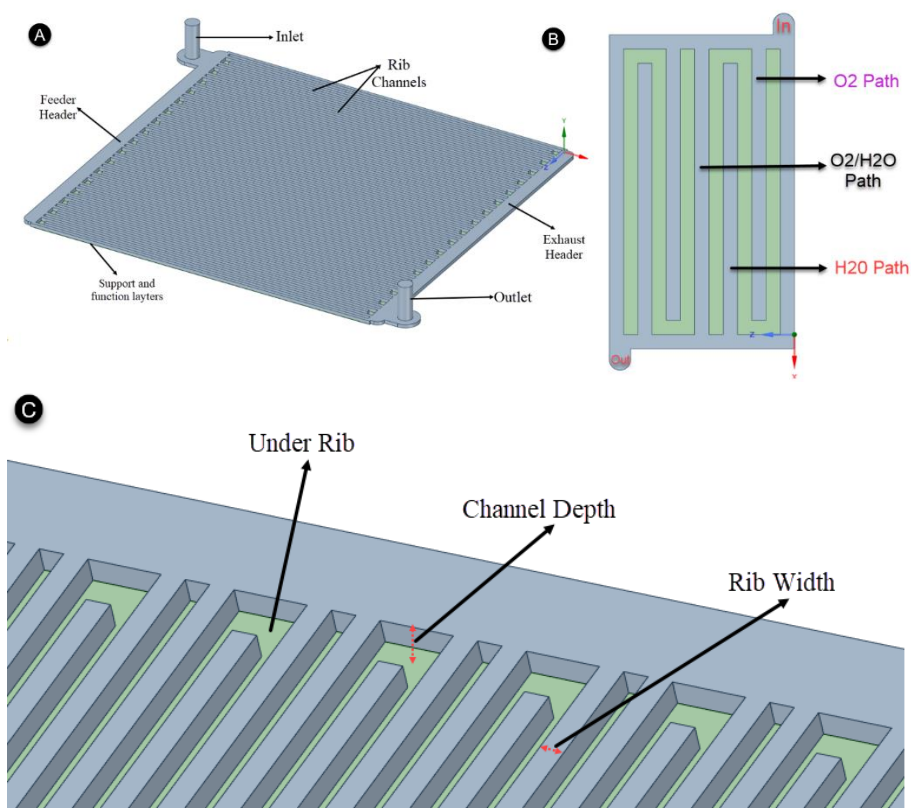 A
Inlet
Rib
Channels
Feeder
Header
Y
Z
Exhaust
Header
Support and
function layters
Outlet
B
In
O2 Path
O2/H2O
Path
H20 Path
Z
Out
C
Under Rib
Channel Depth
Rib Width